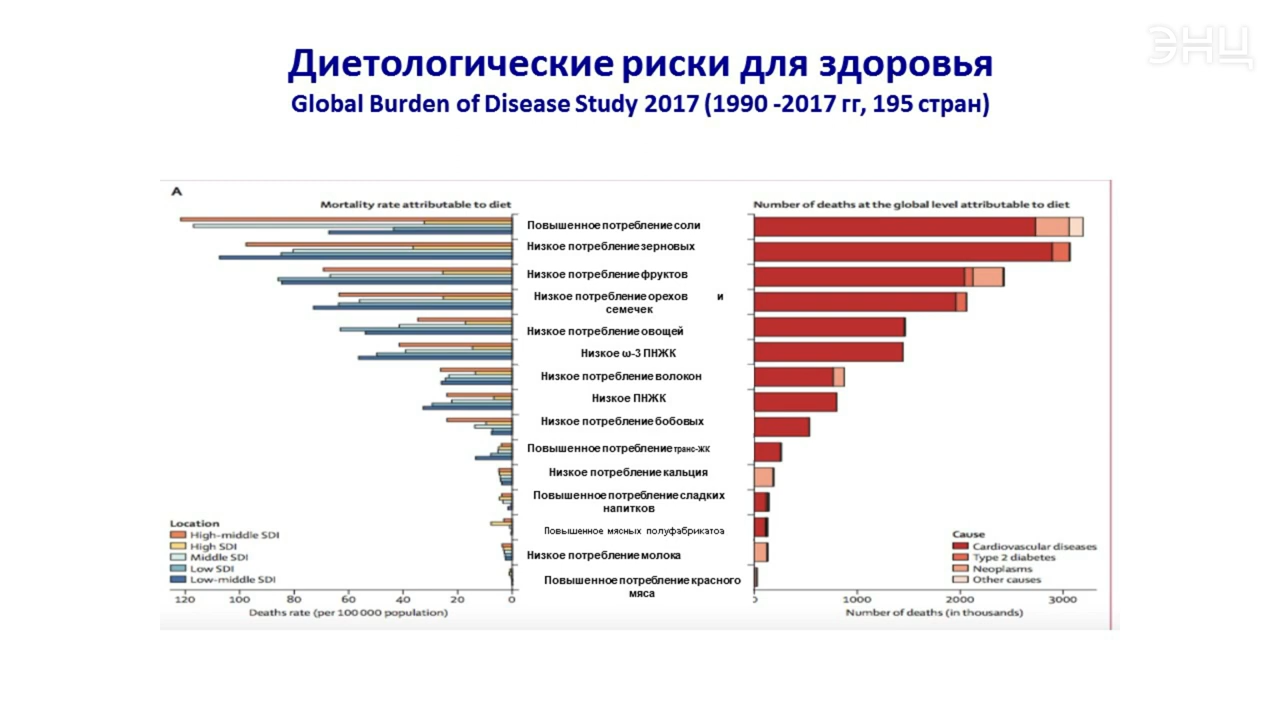 ЭНЦ
Диетологические риски для здоровья
Global Burden of Disease Study 2017 (1990 -2017 гг, 195 стран)
A
Mortality rate attributable to diet
Number of deaths at the global level attributable to diet
Повышенное потребление соли
Низкое потребление зерновых
Низкое потребление фруктов
Низкое потребление орехов и
семечек
Низкое потребление овощей
Низкое ω-3 ПНЖК
Низкое потребление волокон
Низкое ПНЖК
Низкое потребление бобовых
Повышенное потребление транс-ЖК
Низкое потребление кальция
Повышенное потребление сладких
напитков
Повышенное мясных полуфабрикатоа
Низкое потребление молока
Повышенное потребление красного
мяса
Location
High-middle SDI
High SDI
Middle SDI
Low SDI
Low-middle SDI
Cause
Cardiovascular diseases
Type 2 diabetes
Neoplasms
Other causes
120 100 80 60 40 20 0
Deaths rate (per 100 000 population)
0 1000 2000 3000
Number of deaths (in thousands)